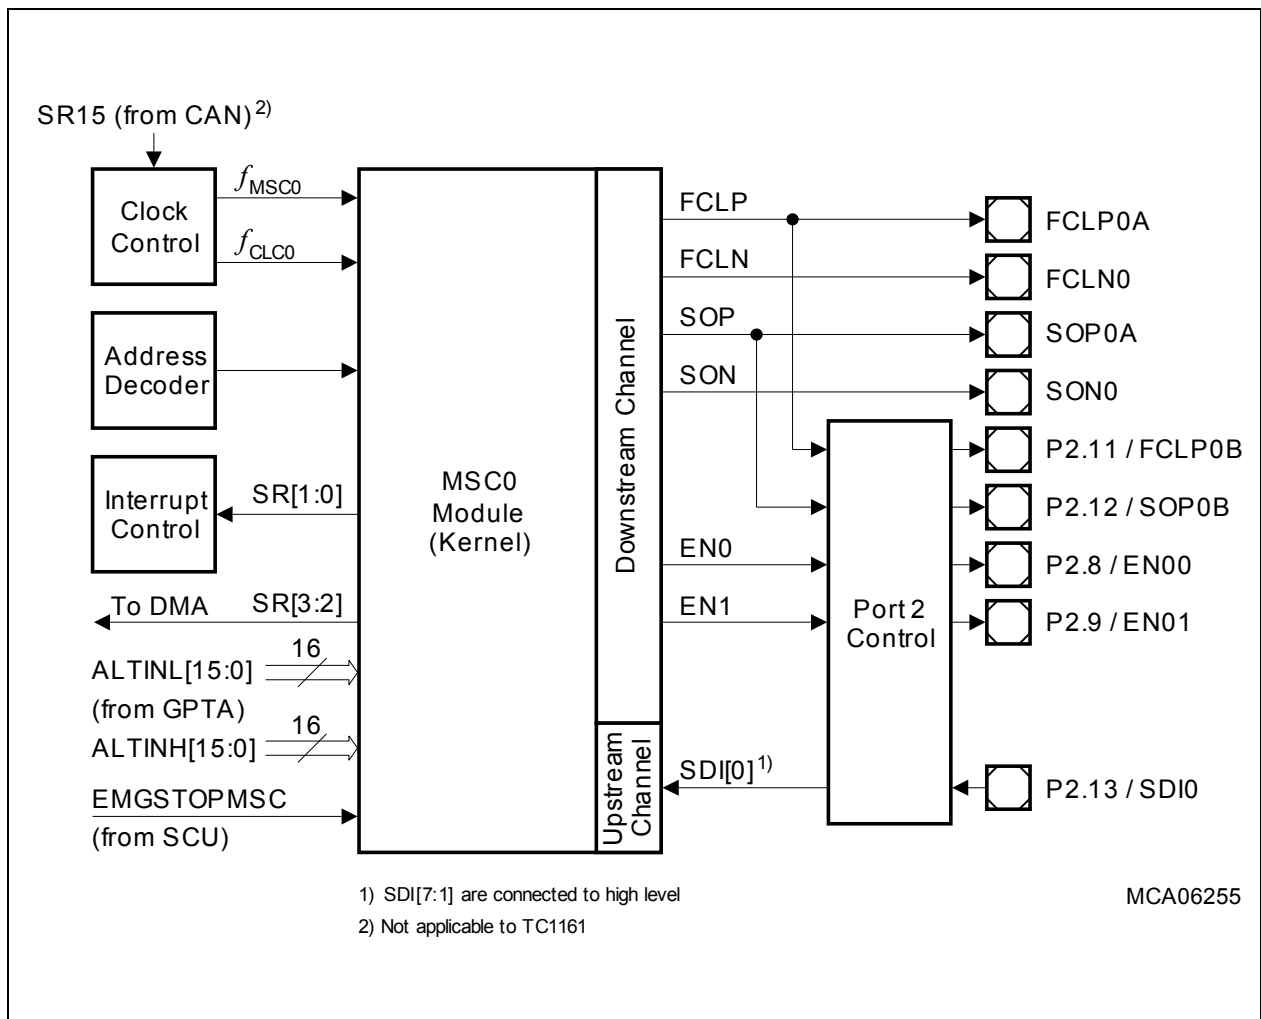 SR15 (from CAN) 2)
Clock
Control
fMSC0
fCLC0
Address
Decoder
Interrupt
Control
SR[1:0]
To DMA
SR[3:2]
ALTINL[15:0]
16
(from GPTA)
ALTINH[15:0]
16
EMGSTOPMSC
(from SCU)
MSC0
Module
(Kernel)
Downstream Channel
Upstream
Channel
FCLP
FCLN
SOP
SON
EN0
EN1
SDI[0] 1)
Port 2
Control
FCLP0A
FCLN0
SOP0A
SON0
P2.11 / FCLP0B
P2.12 / SOP0B
P2.8 / EN00
P2.9 / EN01
P2.13 / SDI0
1) SDI[7:1] are connected to high level
2) Not applicable to TC1161
MCA06255